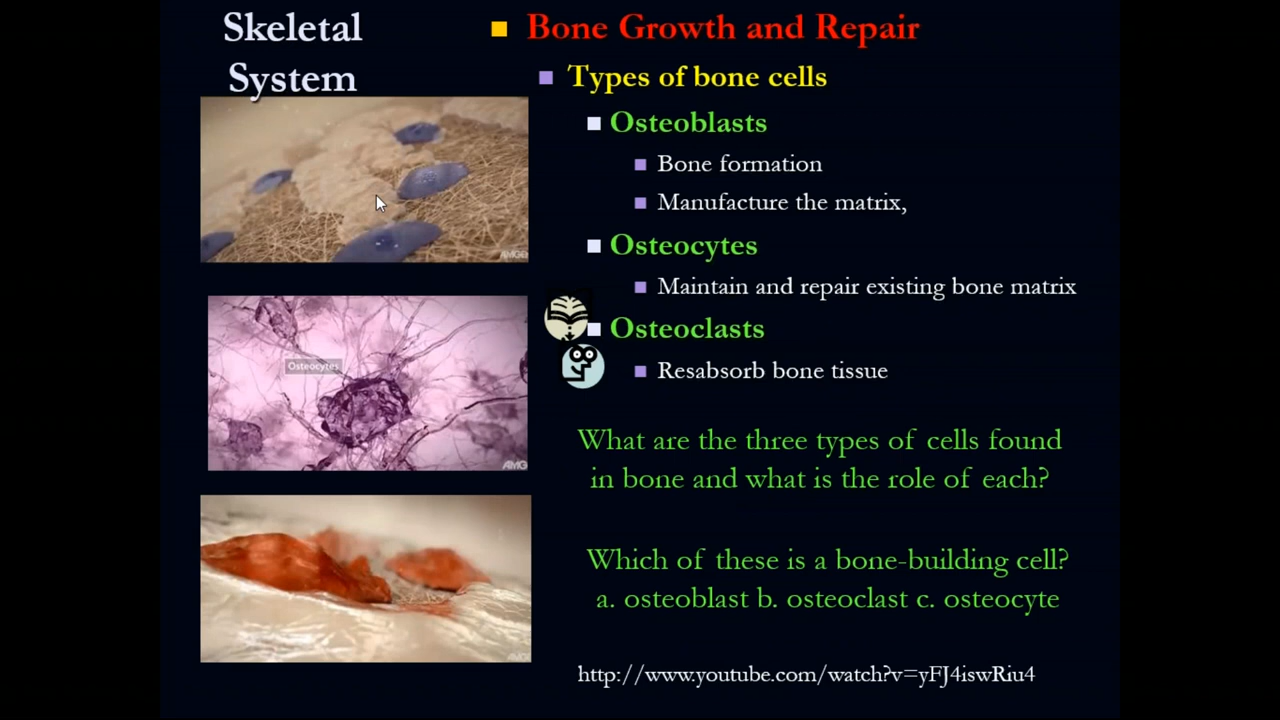 Skeletal
System
Bone Growth and Repair
Types of bone cells
Osteoblasts
Bone formation
Manufacture the matrix,
Osteocytes
Maintain and repair existing bone matrix
Osteoclasts
Resabsorb bone tissue
What are the three types of cells found
in bone and what is the role of each?
Which of these is a bone-building cell?
a. osteoblast b. osteoclast c. osteocyte
http://www.youtube.com/watch?v=yFJ4iswRiu4
Osteocytes